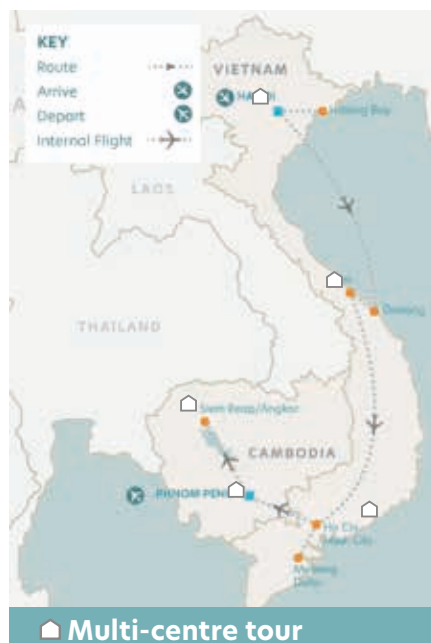 KEY
Route
Arrive
Depart
Internal Flight
VIETNAM
Halong Bay
LAOS
Danang
THAILAND
Siem Reap/Angkor
CAMBODIA
PHNOM PENH
Ho Chi
Minh City
Mekong
Delta
Multi-centre tour